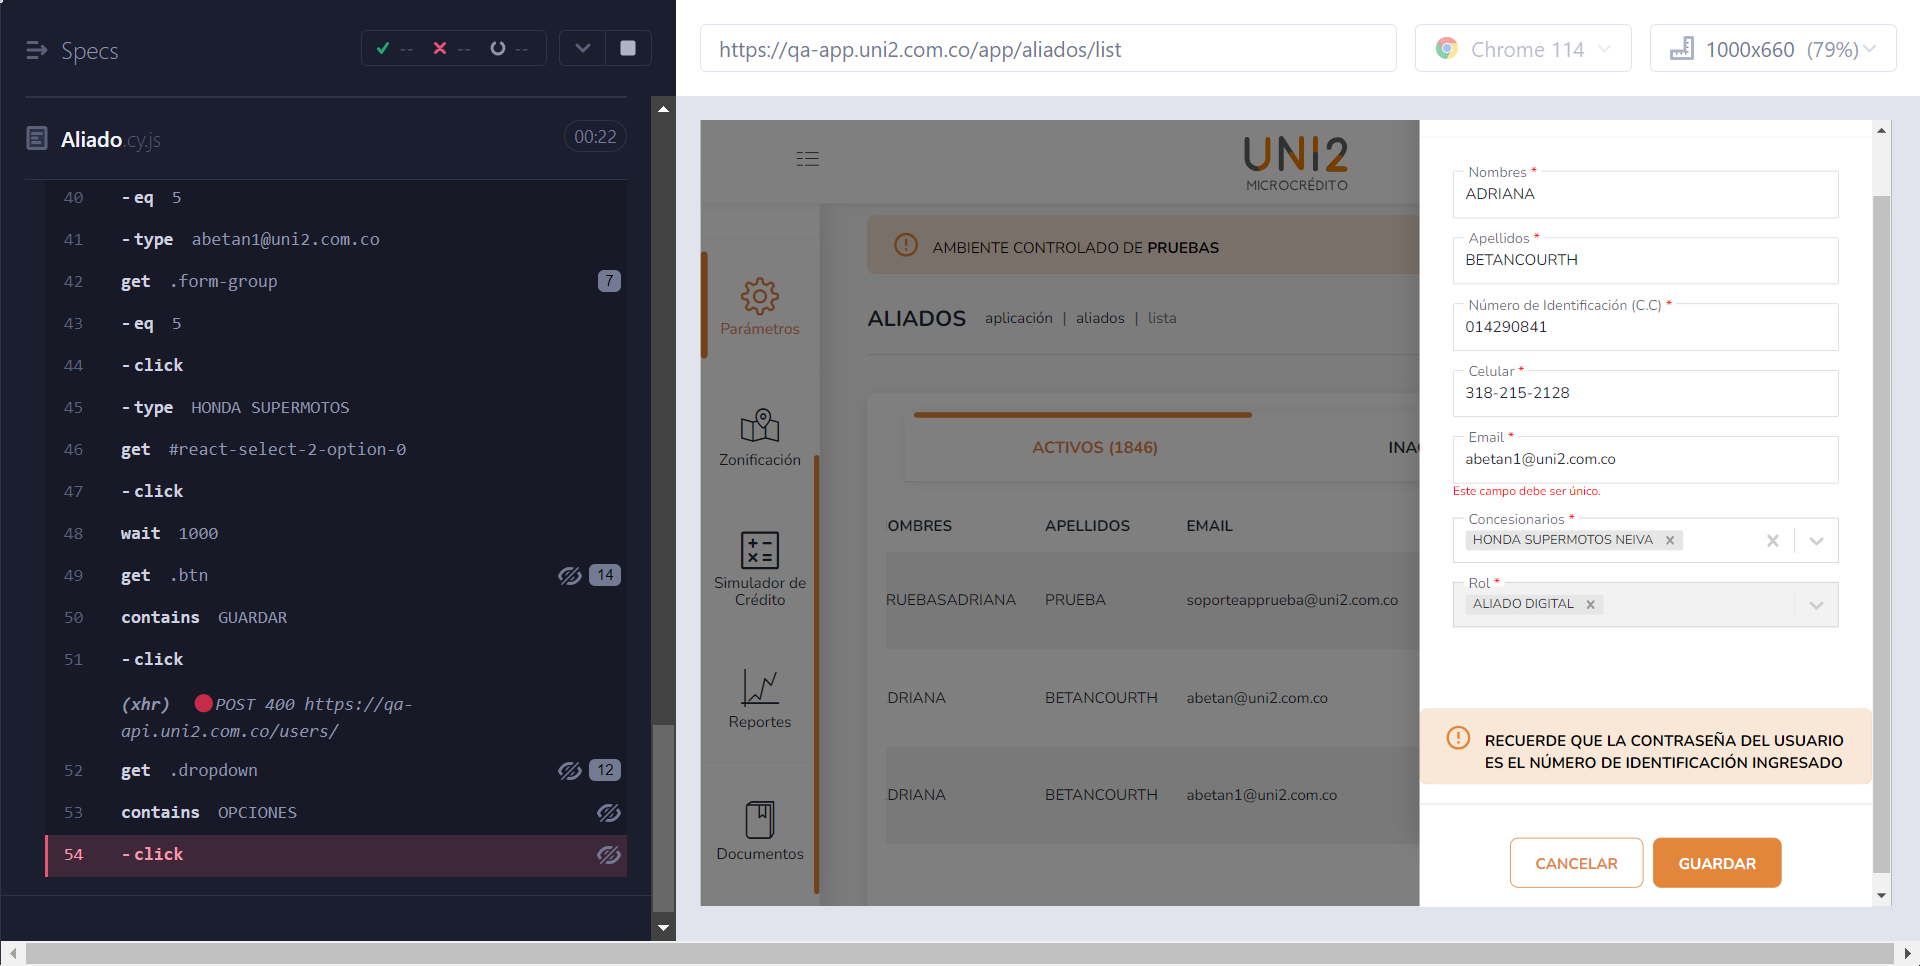 Specs
-- -- --
Aliado.cy.js
00:22
40 -eq 5
41 -type abetan1@uni2.com.co
42 get .form-group 7
43 -eq 5
44 -click
45 -type HONDA SUPERMOTOS
46 get #react-select-2-option-0
47 -click
48 wait 1000
49 get .btn 14
50 contains GUARDAR
51 -click
(xhr) POST 400 https://qa-
api.uni2.com.co/users/
52 get .dropdown 12
53 contains OPCIONES
54 -click
https://qa-app.uni2.com.co/app/aliados/list
Chrome 114
1000x660 (79%)
UNI2
MICROCRÉDITO
Parámetros
Zonificación
Simulador de
Crédito
Reportes
Documentos
AMBIENTE CONTROLADO DE PRUEBAS
ALIADOS aplicación | aliados | lista
ACTIVOS (1846) INAC
OMBRES APELLIDOS EMAIL
RUEBASADRIANA PRUEBA soporteapprueba@uni2.com.co
DRIANA BETANCOURTH abetan@uni2.com.co
DRIANA BETANCOURTH abetan1@uni2.com.co
Nombres *
ADRIANA
Apellidos *
BETANCOURTH
Número de Identificación (C.C) *
014290841
Celular *
318-215-2128
Email *
abetan1@uni2.com.co
Este campo debe ser único.
Concesionarios *
HONDA SUPERMOTOS NEIVA
Rol *
ALIADO DIGITAL
RECUERDE QUE LA CONTRASEÑA DEL USUARIO
ES EL NÚMERO DE IDENTIFICACIÓN INGRESADO
CANCELAR
GUARDAR